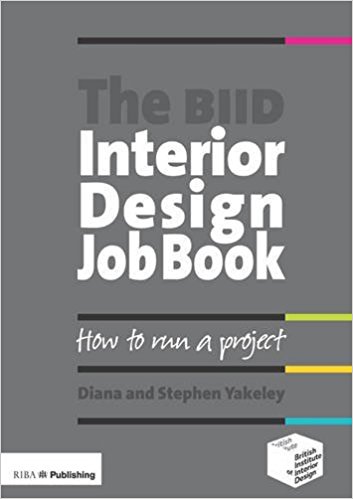 The BIID
Interior
Design
Job Book
How to run a project
Diana and Stephen Yakeley
RIBA Publishing
British
Institute of
Interior
Design